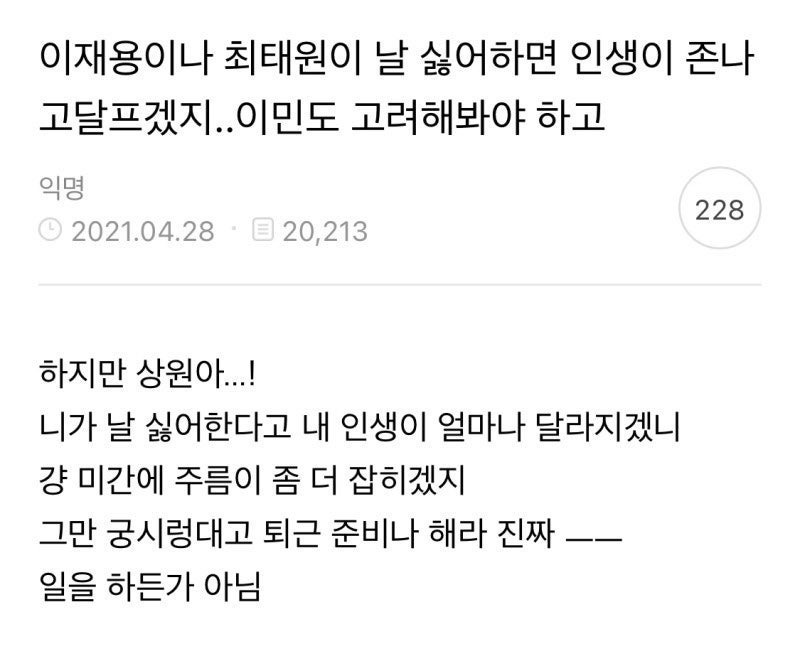 이재용이나 최태원이 날 싫어하면 인생이 존나
고달프겠지..이민도 고려해봐야 하고
익명
2021.04.28 · 20,213
228
하지만 상원아...!
니가 날 싫어한다고 내 인생이 얼마나 달라지겠니
걍 미간에 주름이 좀 더 잡히겠지
그만 궁시렁대고 퇴근 준비나 해라 진짜 ㅡㅡ
일을 하든가 아님